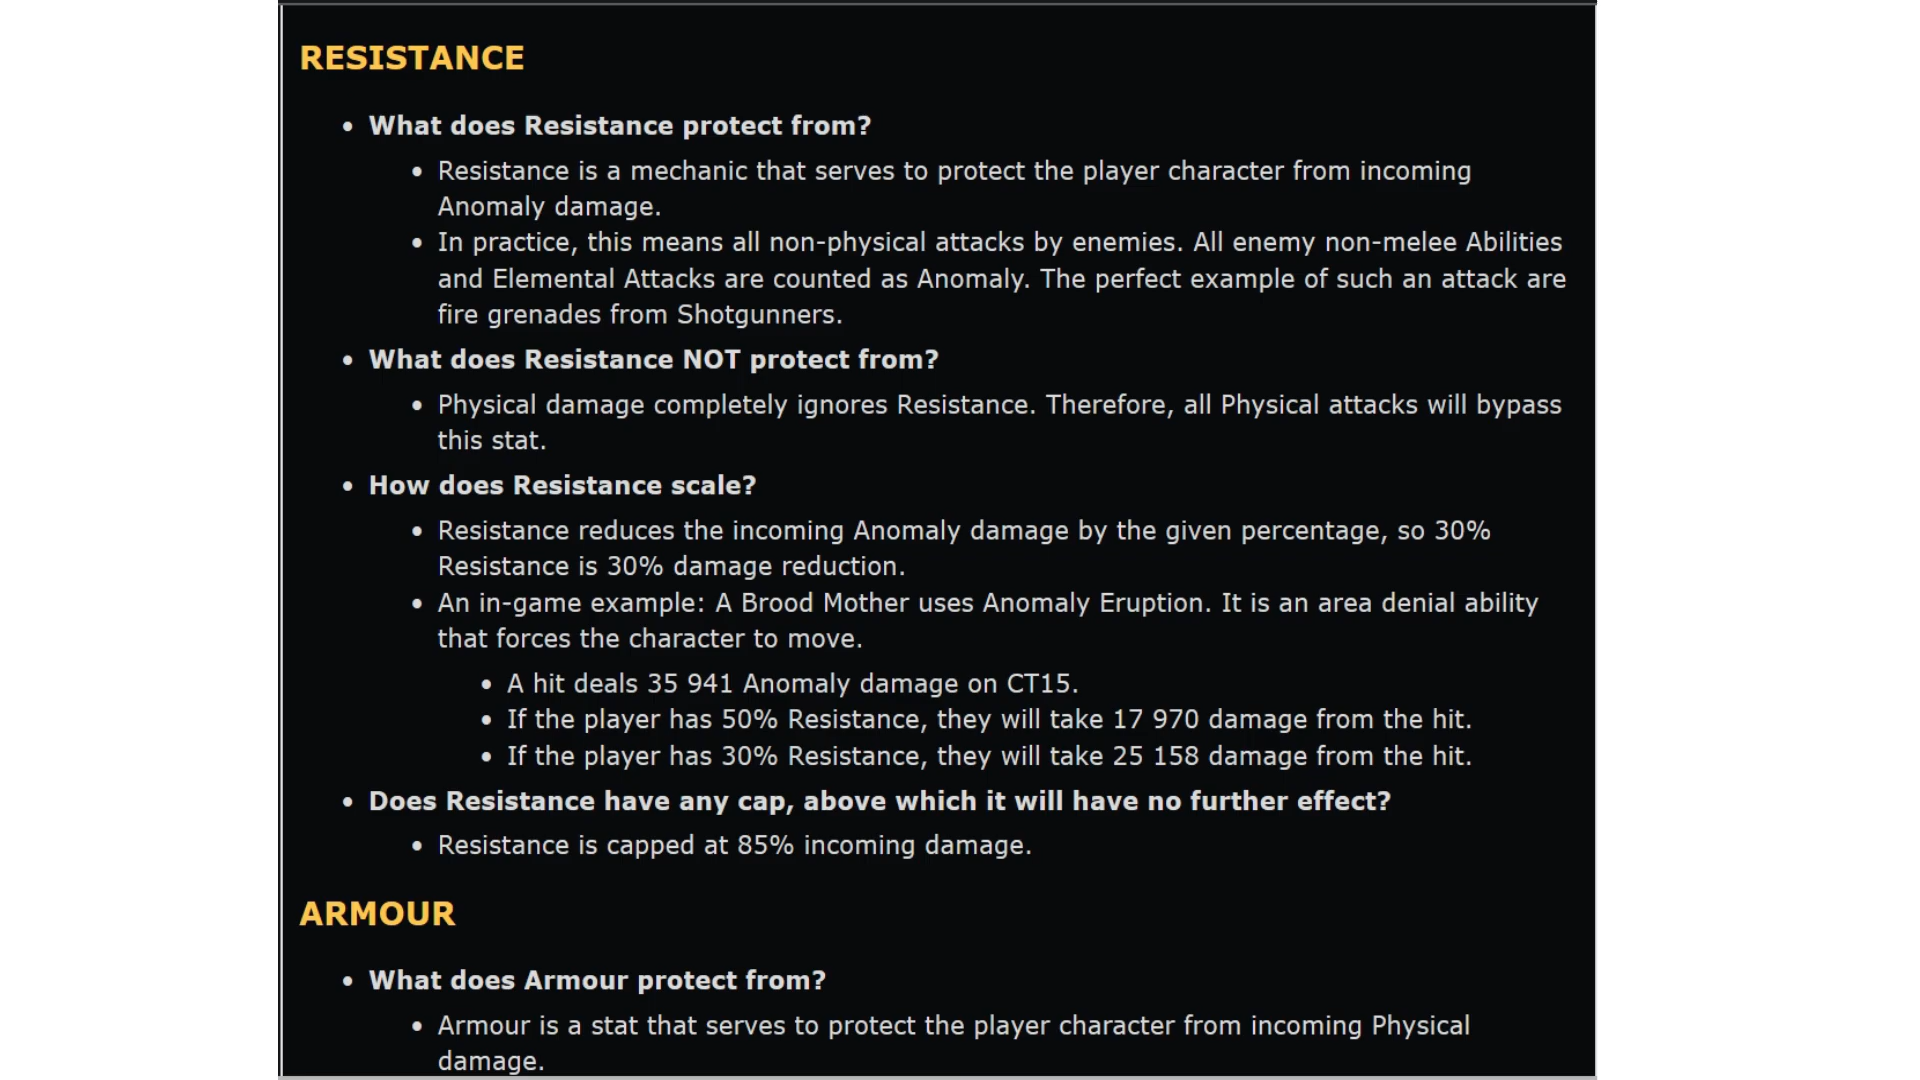 RESISTANCE
• What does Resistance protect from?
• Resistance is a mechanic that serves to protect the player character from incoming
Anomaly damage.
• In practice, this means all non-physical attacks by enemies. All enemy non-melee Abilities
and Elemental Attacks are counted as Anomaly. The perfect example of such an attack are
fire grenades from Shotgunners.
• What does Resistance NOT protect from?
• Physical damage completely ignores Resistance. Therefore, all Physical attacks will bypass
this stat.
• How does Resistance scale?
• Resistance reduces the incoming Anomaly damage by the given percentage, so 30%
Resistance is 30% damage reduction.
• An in-game example: A Brood Mother uses Anomaly Eruption. It is an area denial ability
that forces the character to move.
• A hit deals 35 941 Anomaly damage on CT15.
• If the player has 50% Resistance, they will take 17 970 damage from the hit.
• If the player has 30% Resistance, they will take 25 158 damage from the hit.
• Does Resistance have any cap, above which it will have no further effect?
• Resistance is capped at 85% incoming damage.
ARMOUR
• What does Armour protect from?
• Armour is a stat that serves to protect the player character from incoming Physical
damage.